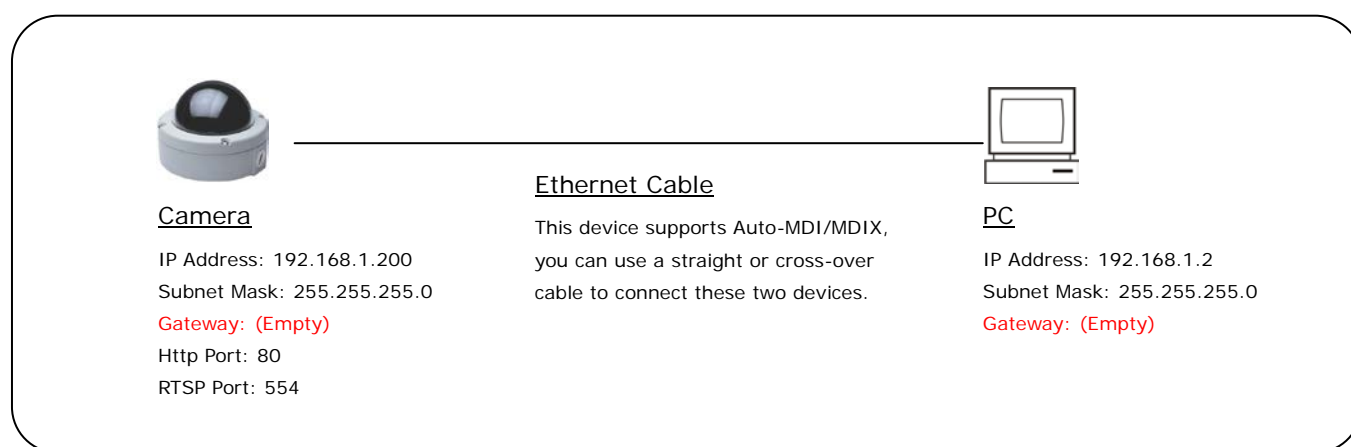 Camera
IP Address: 192.168.1.200
Subnet Mask: 255.255.255.0
Gateway: (Empty)
Http Port: 80
RTSP Port: 554
Ethernet Cable
This device supports Auto-MDI/MDIX,
you can use a straight or cross-over
cable to connect these two devices.
PC
IP Address: 192.168.1.2
Subnet Mask: 255.255.255.0
Gateway: (Empty)